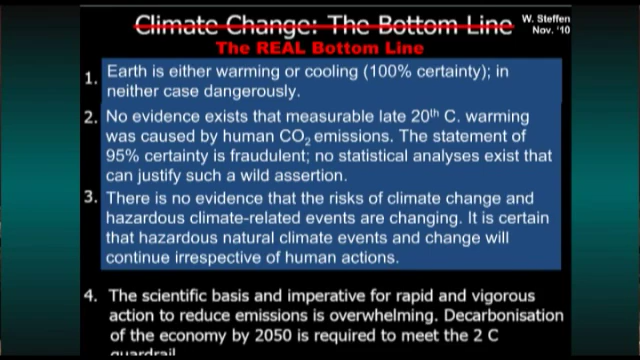 Climate Change: The Bottom Line
W. Steffen
Nov. '10
The REAL Bottom Line
1. Earth is either warming or cooling (100% certainty); in
neither case dangerously.
2. No evidence exists that measurable late 20th C. warming
was caused by human CO₂ emissions. The statement of
95% certainty is fraudulent; no statistical analyses exist that
can justify such a wild assertion.
3. There is no evidence that the risks of climate change and
hazardous climate-related events are changing. It is certain
that hazardous natural climate events and change will
continue irrespective of human actions.
4. The scientific basis and imperative for rapid and vigorous
action to reduce emissions is overwhelming. Decarbonisation
of the economy by 2050 is required to meet the 2 C
guardrail